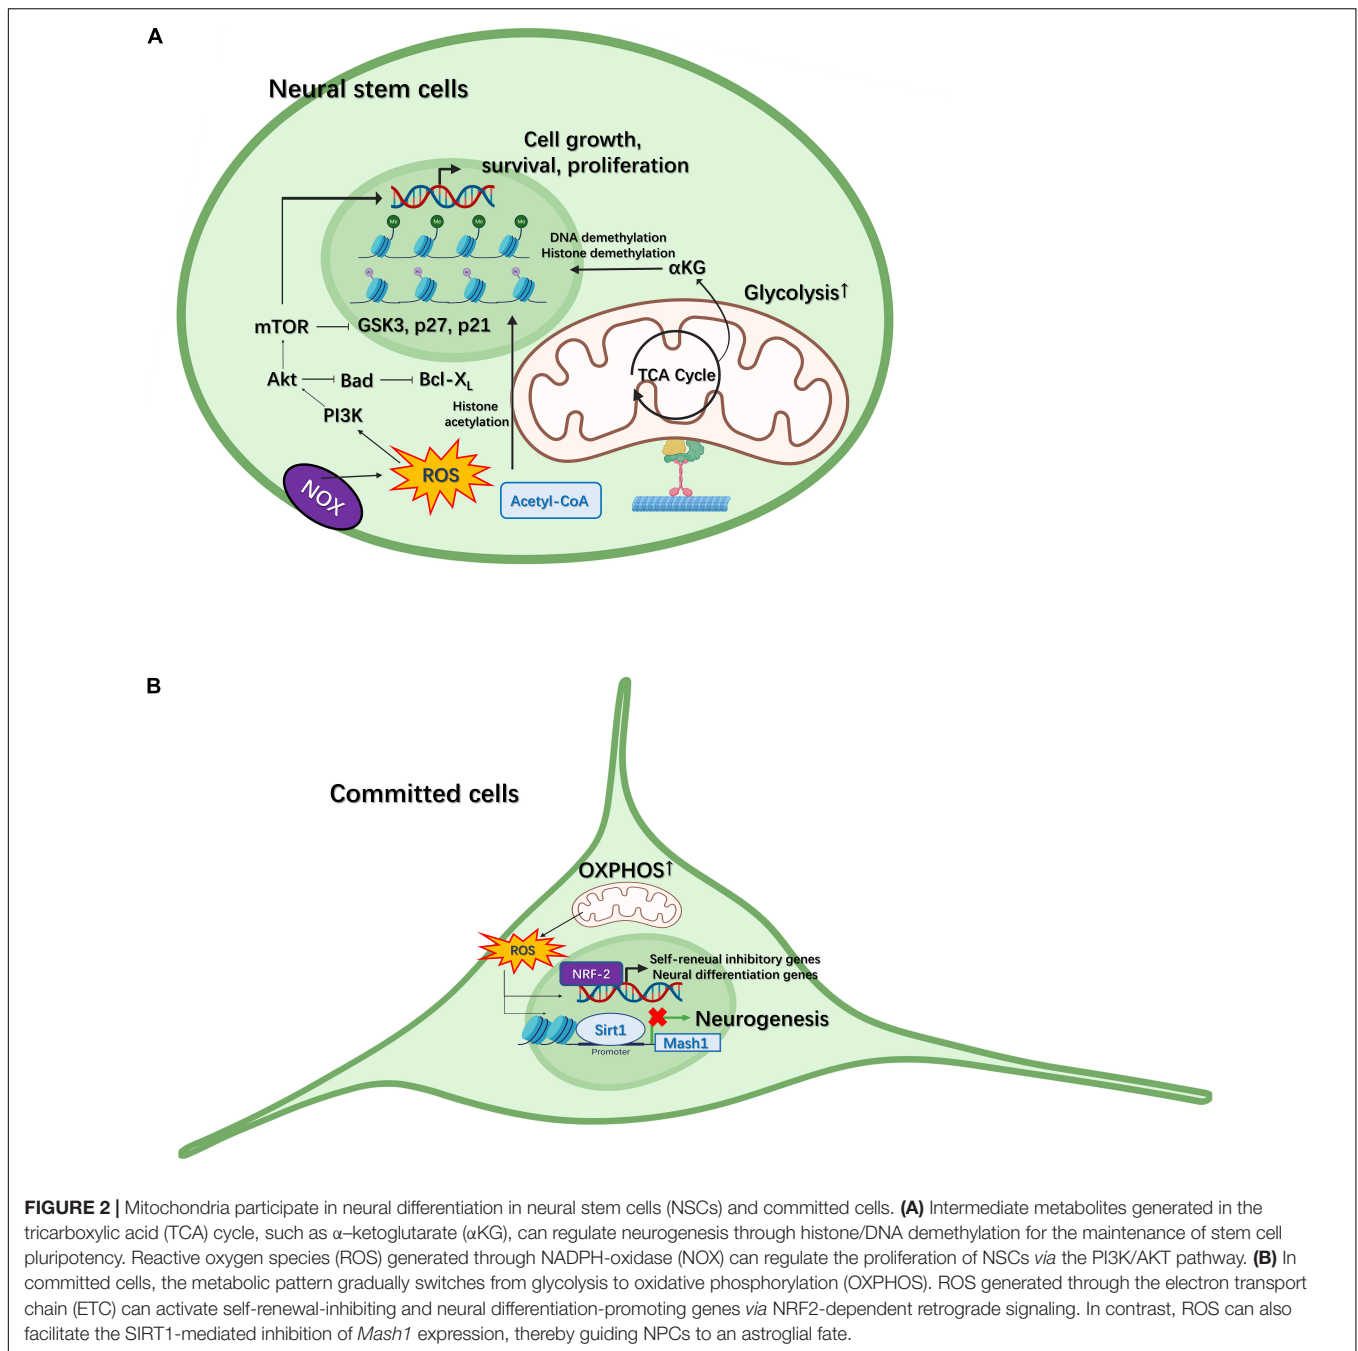 A
Neural stem cells
Cell growth,
survival, proliferation
Me Me Me Me
DNA demethylation
Histone demethylation
αKG
Ac Ac Ac Ac
Glycolysis↑
mTOR
GSK3, p27, p21
TCA Cycle
Akt
Bad
Bcl-XL
PI3K
Histone
acetylation
ROS
NOX
Acetyl-CoA
B
Committed cells
OXPHOS↑
ROS
NRF-2
Self-reneual inhibitory genes
Neural differentiation genes
Sirt1
Neurogenesis
Mash1
Promoter
FIGURE 2 | Mitochondria participate in neural differentiation in neural stem cells (NSCs) and committed cells. (A) Intermediate metabolites generated in the
tricarboxylic acid (TCA) cycle, such as α–ketoglutarate (αKG), can regulate neurogenesis through histone/DNA demethylation for the maintenance of stem cell
pluripotency. Reactive oxygen species (ROS) generated through NADPH-oxidase (NOX) can regulate the proliferation of NSCs via the PI3K/AKT pathway. (B) In
committed cells, the metabolic pattern gradually switches from glycolysis to oxidative phosphorylation (OXPHOS). ROS generated through the electron transport
chain (ETC) can activate self-renewal-inhibiting and neural differentiation-promoting genes via NRF2-dependent retrograde signaling. In contrast, ROS can also
facilitate the SIRT1-mediated inhibition of Mash1 expression, thereby guiding NPCs to an astroglial fate.